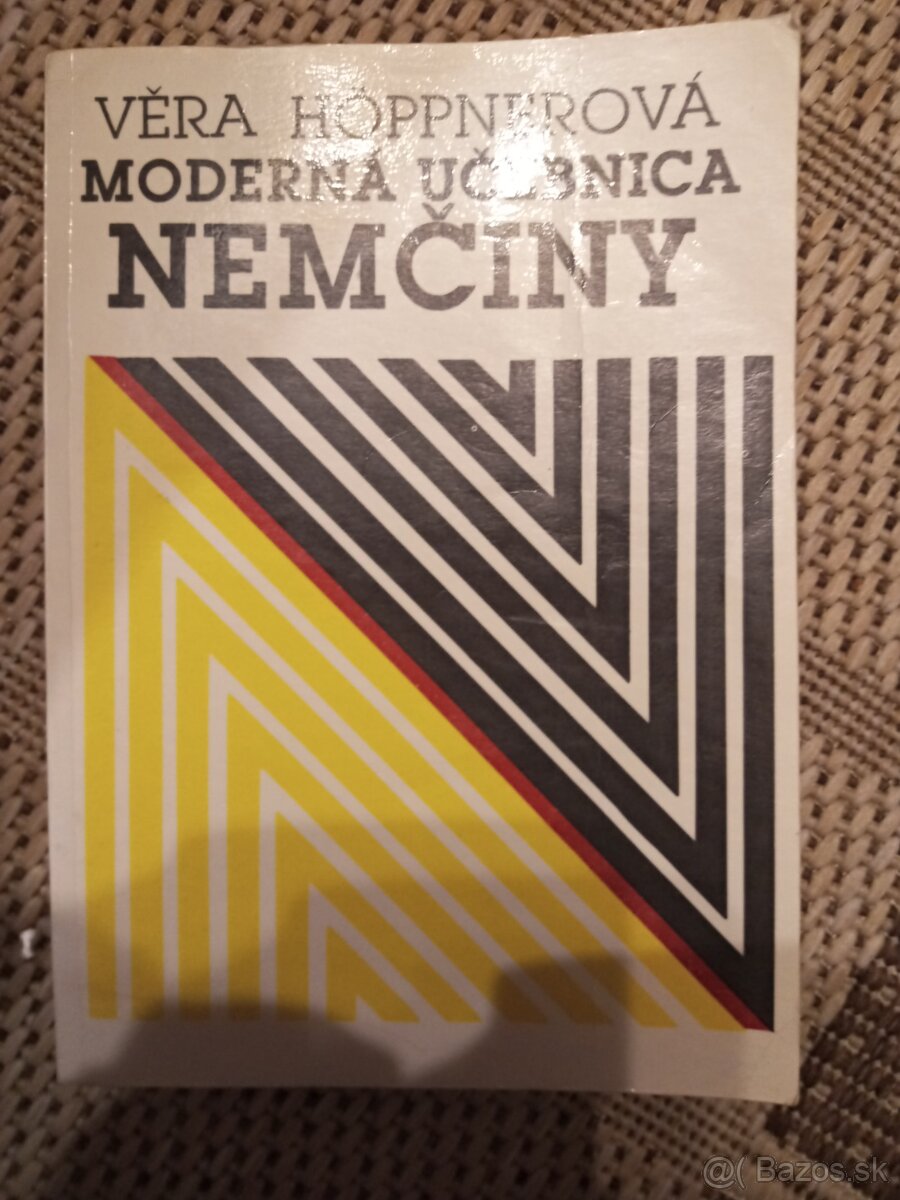 VĚRA HÖPPNEROVÁ
MODERNÁ UČEBNICA
NEMČINY
@( Bazos.sk